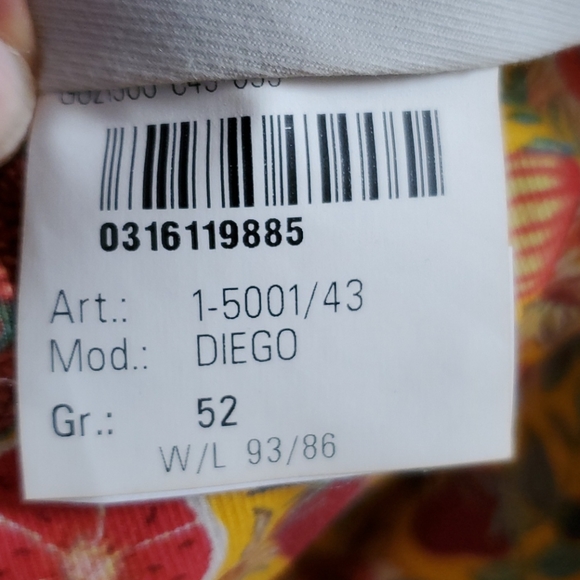 0316119885
Art.: 1-5001/43
Mod.: DIEGO
Gr.: 52
W/L 93/86